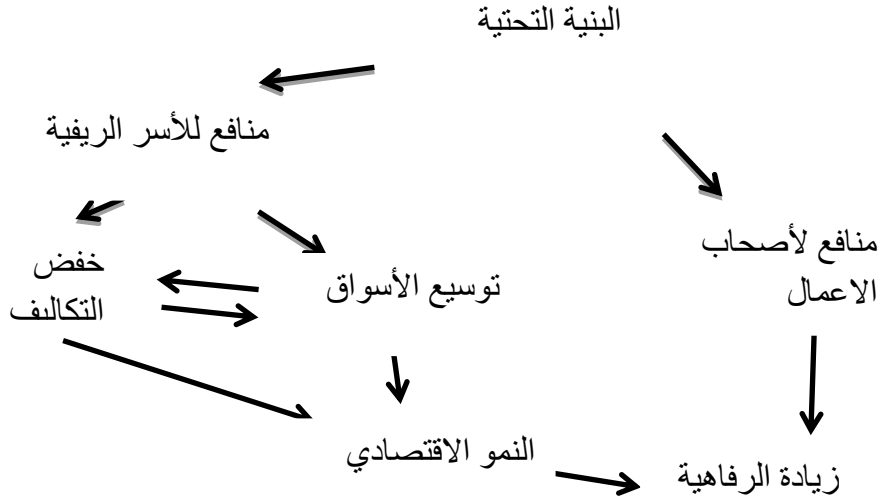 البنية التحتية
منافع للأسر الريفية
منافع لأصحاب
الاعمال
خفض
التكاليف
توسيع الأسواق
النمو الاقتصادي
زيادة الرفاهية